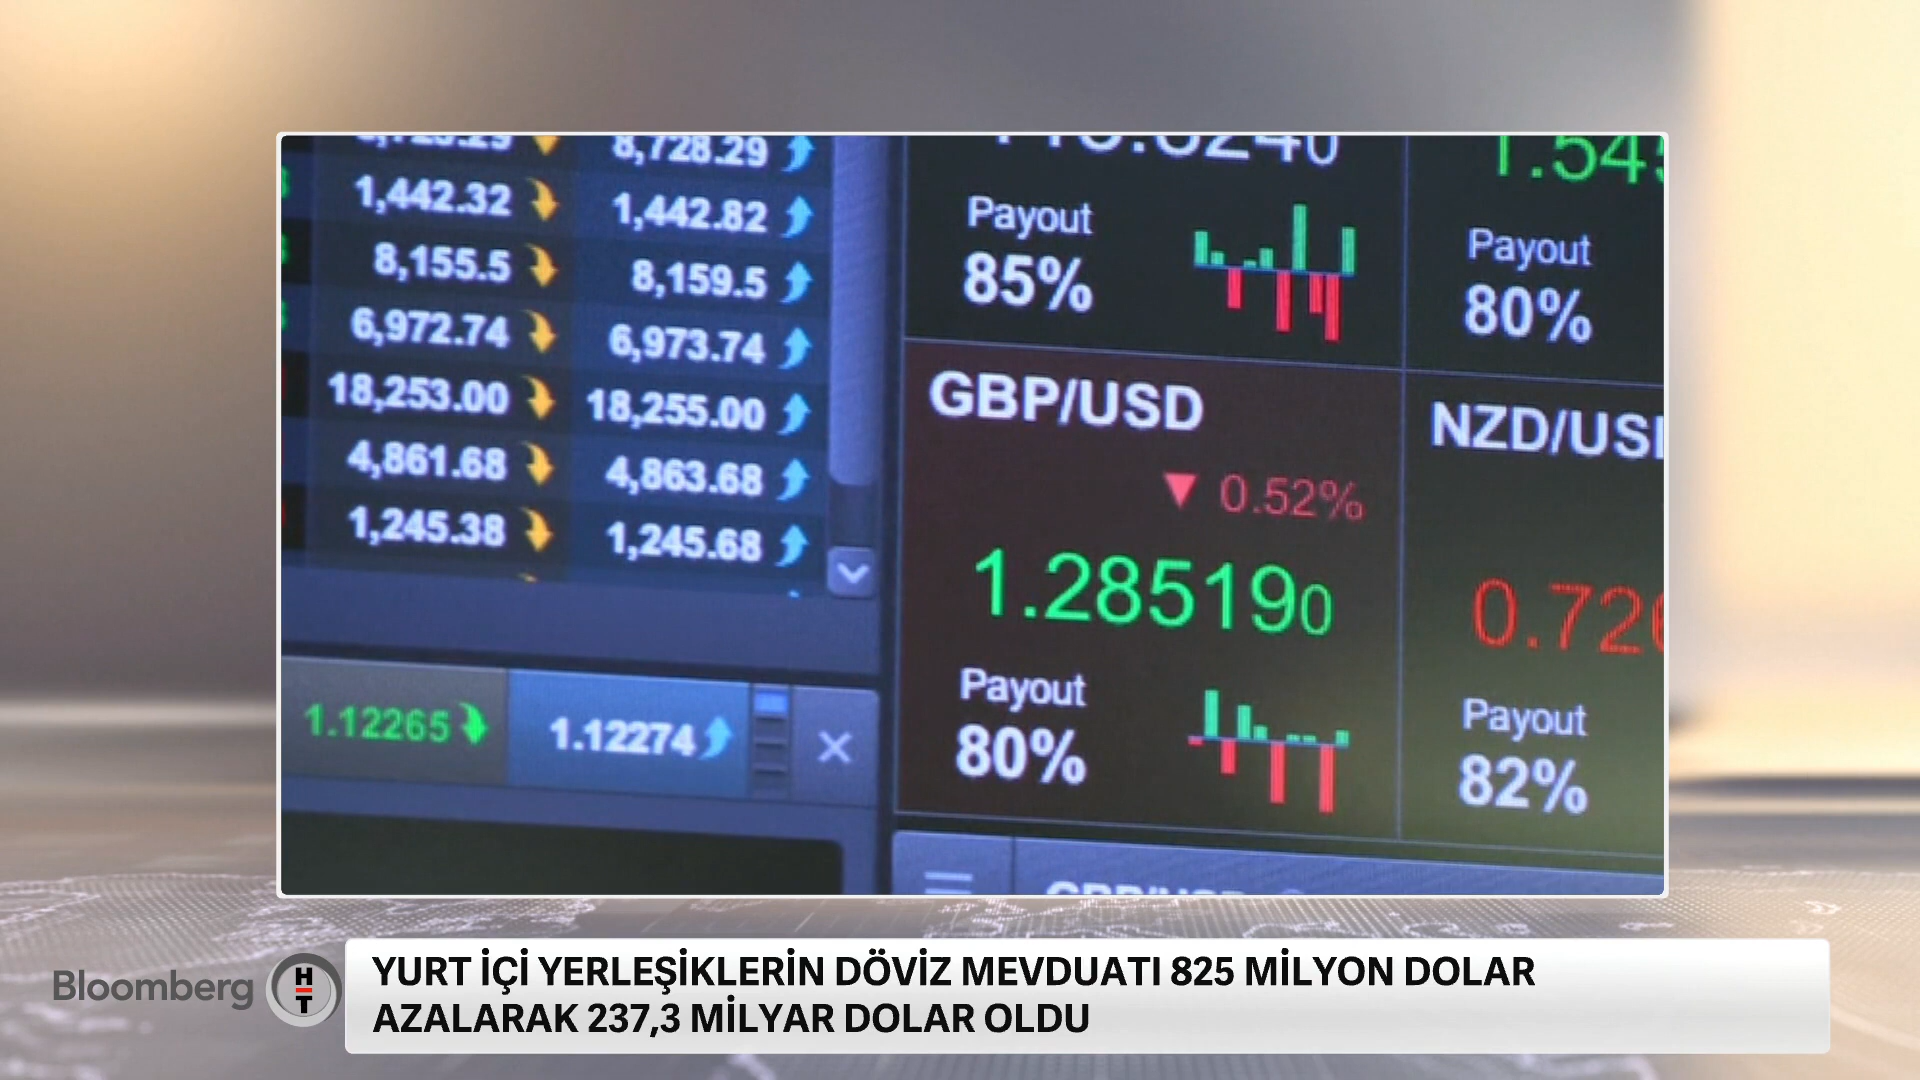 8,728.29
1,442.32 1,442.82
8,155.5 8,159.5
6,972.74 6,973.74
18,253.00 18,255.00
4,861.68 4,863.68
1,245.38 1,245.68
1.12265 1.12274
Payout
85%
Payout
80%
GBP/USD
0.52%
1.285190
Payout
80%
NZD/USD
Payout
82%
Bloomberg HT
YURT İÇİ YERLEŞİKLERİN DÖVİZ MEVDUATI 825 MİLYON DOLAR
AZALARAK 237,3 MİLYAR DOLAR OLDU